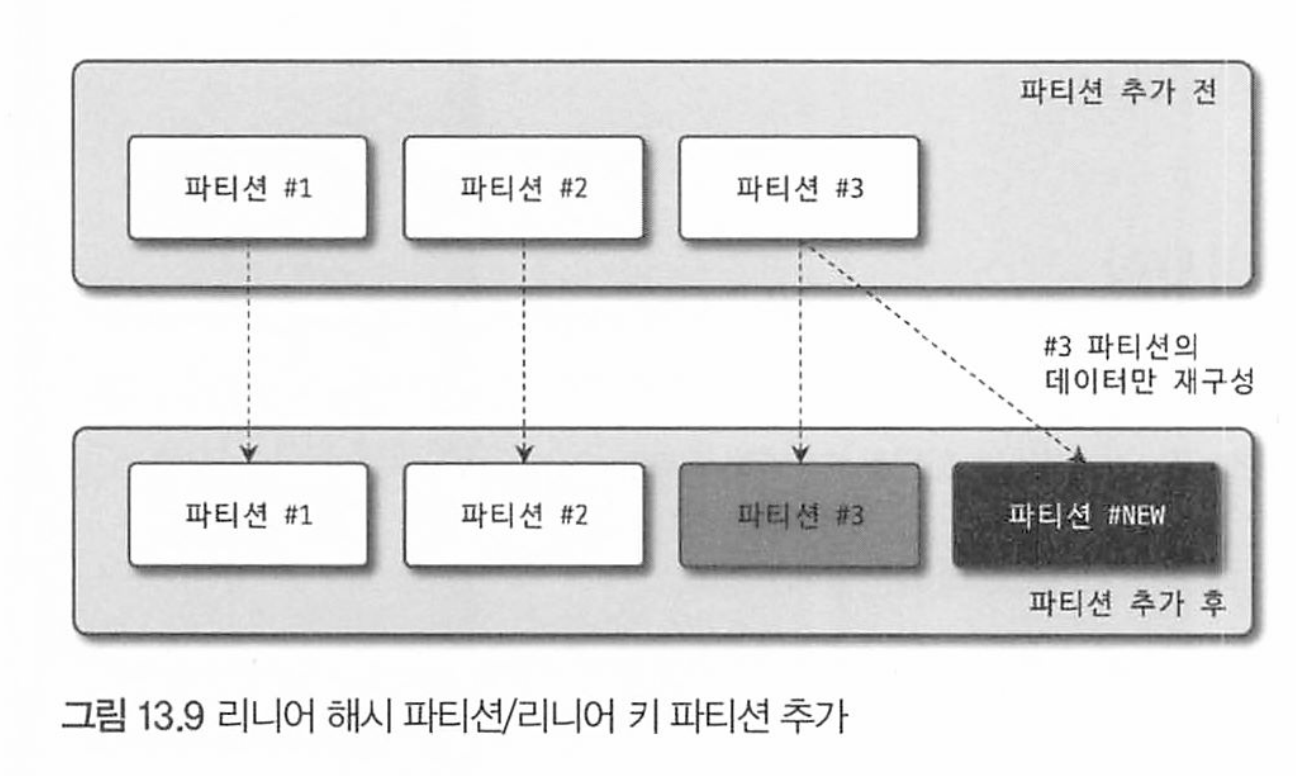 파티션 추가 전
파티션 #1
파티션 #2
파티션 #3
#3 파티션의
데이터만 재구성
파티션 #1
파티션 #2
파티션 #3
파티션 #NEW
파티션 추가 후
그림 13.9 리니어 해시 파티션/리니어 키 파티션 추가